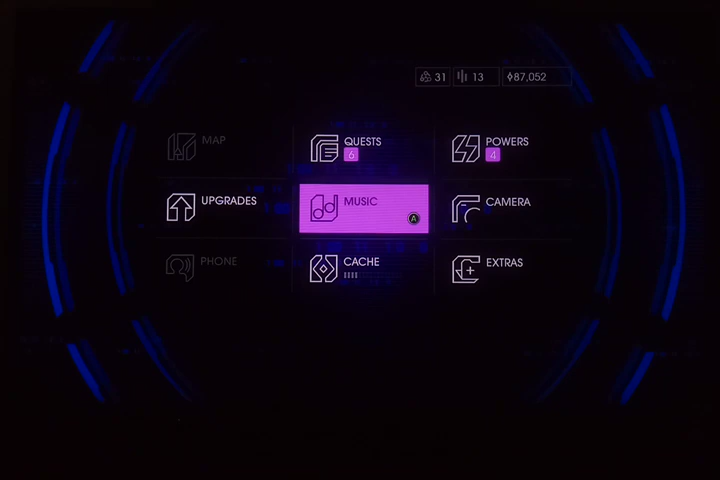 31 13 87,052
MAP
QUESTS
6
POWERS
4
UPGRADES
MUSIC
A
CAMERA
PHONE
CACHE
EXTRAS